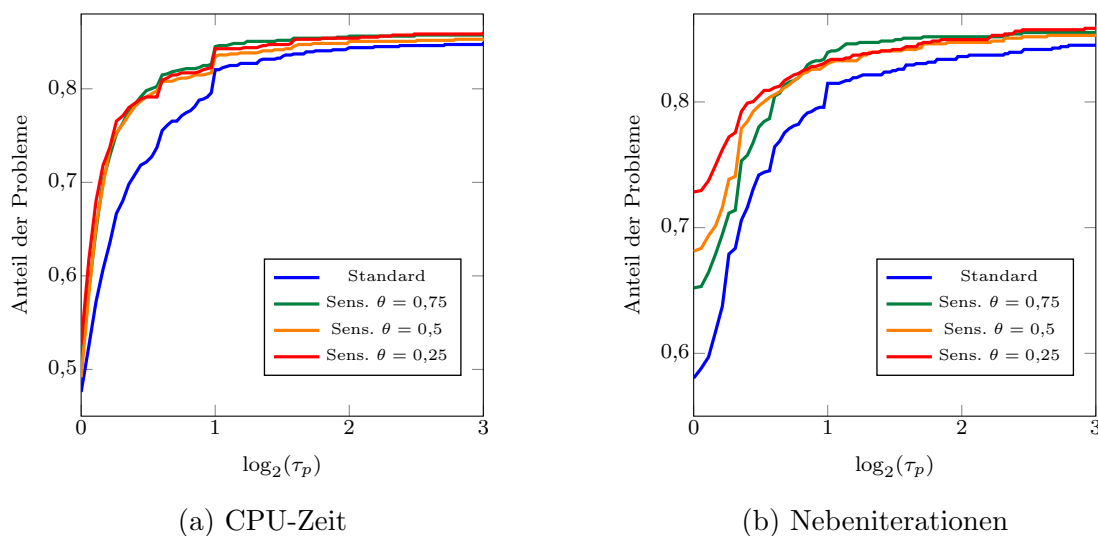 0,8
0,7
0,6
0,5
0
1
2
3
Anteil der Probleme
log₂(τₚ)
Standard
Sens. θ = 0,75
Sens. θ = 0,5
Sens. θ = 0,25
(a) CPU-Zeit
0,8
0,7
0,6
0
1
2
3
Anteil der Probleme
log₂(τₚ)
Standard
Sens. θ = 0,75
Sens. θ = 0,5
Sens. θ = 0,25
(b) Nebeniterationen